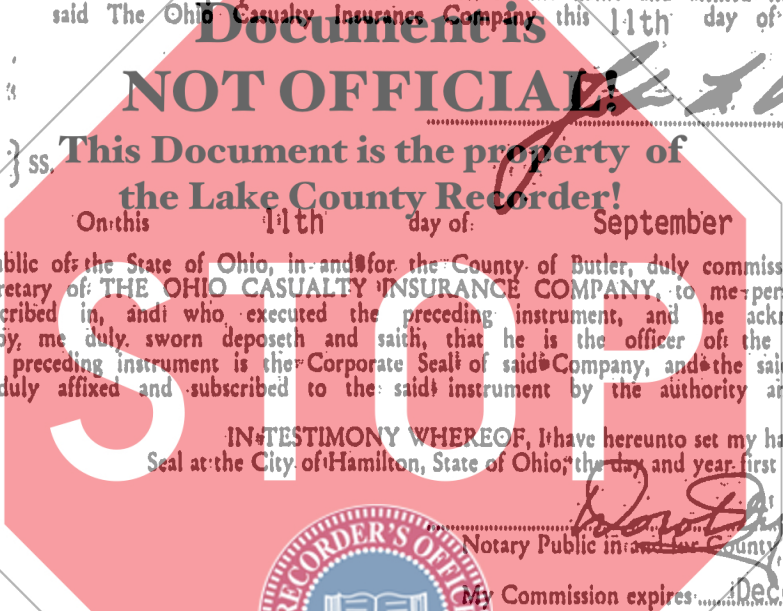 said The Ohio Casualty Insurance Company this 11th day of
Document is
NOT OFFICIAL!
This Document is the property of
ss.
the Lake County Recorder!
On this 11th day of September
blic of the State of Ohio, in and for the County of Butler, duly commiss
retary of THE OHIO CASUALTY INSURANCE COMPANY, to me per
cribed in, and who executed the preceding instrument, and he ackn
by me duly sworn deposeth and saith, that he is the officer of the
preceding instrument is the Corporate Seal of said Company, and the said
duly affixed and subscribed to the said instrument by the authority an
STOP
IN TESTIMONY WHEREOF, I have hereunto set my ha
Seal at the City of Hamilton, State of Ohio, the day and year first
Notary Public in and for County
My Commission expires Dec
RECORDER'S OFFIC